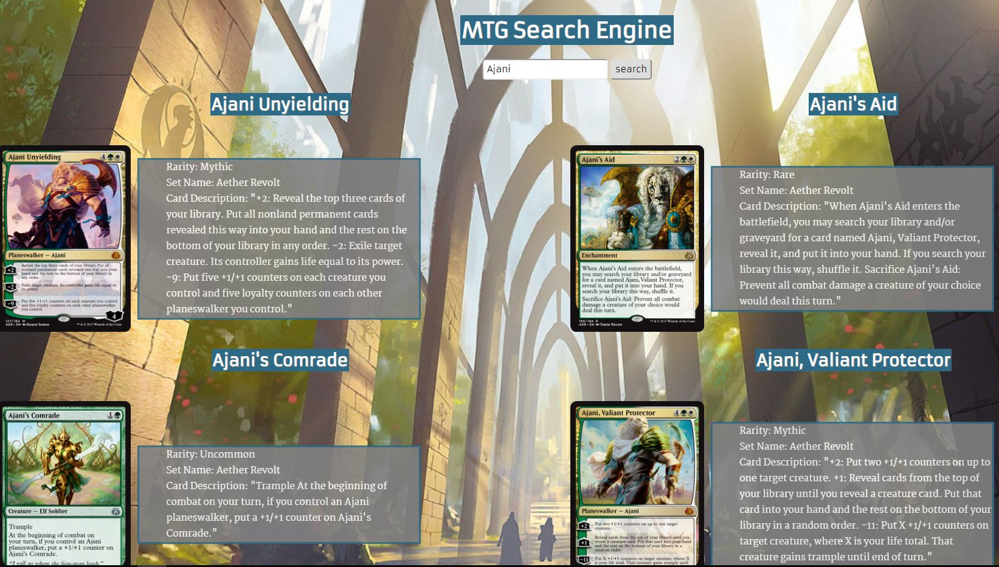 MTG Search Engine
Ajani
search
Ajani Unyielding
Ajani Unyielding
4
Planeswalker — Ajani
+2: Reveal the top three cards of your library. Put all
nonland permanent cards revealed this way into your
hand and the rest on the bottom of your library in
any order.
-2: Exile target creature. Its controller gains life equal to
its power.
-9: Put five +1/+1 counters on each creature you control
and five loyalty counters on each other planeswalker
you control.
4
127/184 M
AER • EN KIERAN YANNER
™ & © 2017 Wizards of the Coast
Rarity: Mythic
Set Name: Aether Revolt
Card Description: "+2: Reveal the top three cards of
your library. Put all nonland permanent cards
revealed this way into your hand and the rest on the
bottom of your library in any order. −2: Exile target
creature. Its controller gains life equal to its power.
−9: Put five +1/+1 counters on each creature you
control and five loyalty counters on each other
planeswalker you control."
Ajani's Aid
Ajani's Aid
2
Enchantment
When Ajani's Aid enters the battlefield,
you may search your library and/or graveyard
for a card named Ajani, Valiant Protector,
reveal it, and put it into your hand. If you
search your library this way, shuffle it.
Sacrifice Ajani's Aid: Prevent all combat
damage a creature of your choice would
deal this turn.
188/184 R
AER • EN TERESE NIELSEN
™ & © 2017 Wizards of the Coast
Rarity: Rare
Set Name: Aether Revolt
Card Description: "When Ajani's Aid enters the
battlefield, you may search your library and/or
graveyard for a card named Ajani, Valiant Protector,
reveal it, and put it into your hand. If you search your
library this way, shuffle it. Sacrifice Ajani's Aid:
Prevent all combat damage a creature of your choice
would deal this turn."
Ajani's Comrade
Ajani's Comrade
1
Creature — Elf Soldier
Trample
At the beginning of combat on
your turn, if you control an Ajani
planeswalker, put a +1/+1 counter on
Ajani's Comrade.
"I will go where the lion-man leads."
Rarity: Uncommon
Set Name: Aether Revolt
Card Description: "Trample At the beginning of
combat on your turn, if you control an Ajani
planeswalker, put a +1/+1 counter on Ajani's
Comrade."
Ajani, Valiant Protector
Ajani, Valiant Protector
4
Planeswalker — Ajani
+2: Put two +1/+1 counters on up to one target
creature.
+1: Reveal cards from the top of your library until you
reveal a creature card. Put that card into your hand
and the rest on the bottom of your library in a
random order.
-11: Put X +1/+1 counters on target creature, where X
is your life total. That creature gains trample until
Rarity: Mythic
Set Name: Aether Revolt
Card Description: "+2: Put two +1/+1 counters on up to
one target creature. +1: Reveal cards from the top of
your library until you reveal a creature card. Put that
card into your hand and the rest on the bottom of your
library in a random order. −11: Put X +1/+1 counters on
target creature, where X is your life total. That
creature gains trample until end of turn."